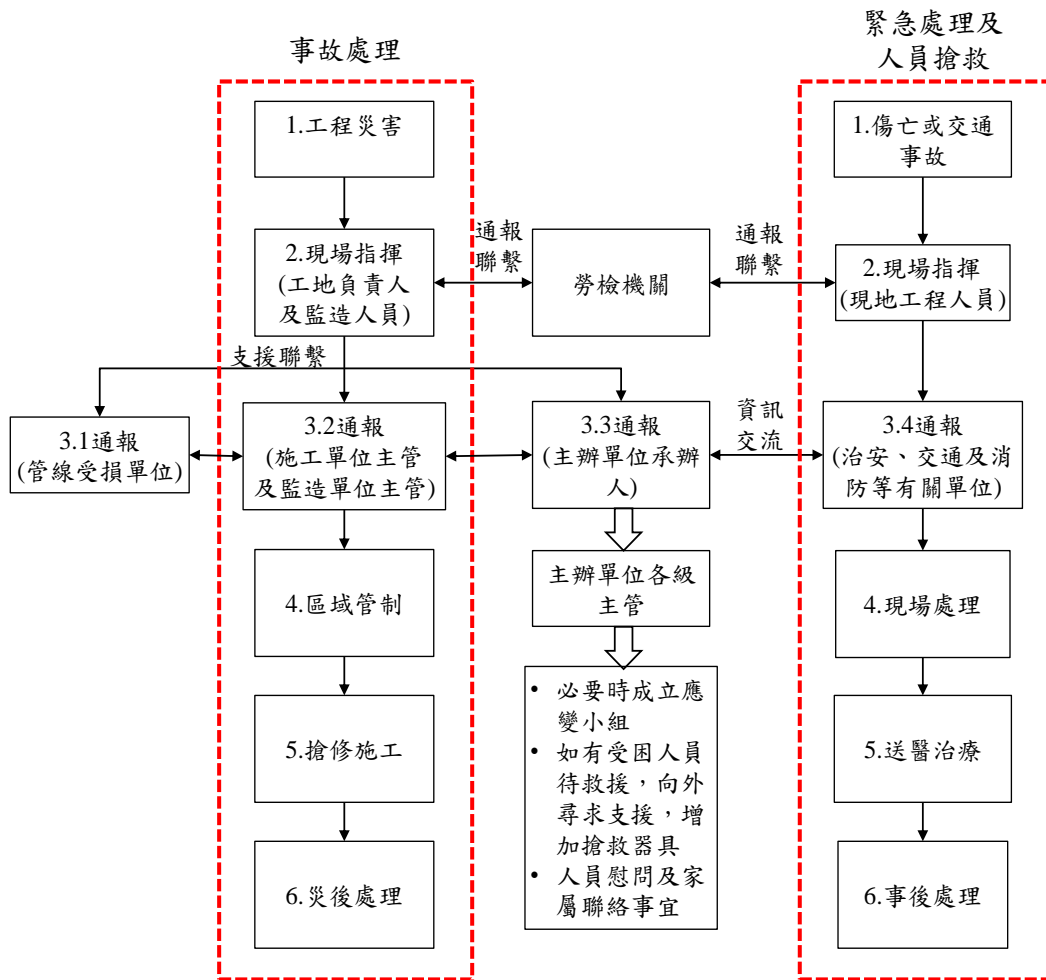 事故處理
緊急處理及
人員搶救
1.工程災害
1.傷亡或交通
事故
2.現場指揮
(工地負責人
及監造人員)
通報
聯繫
勞檢機關
通報
聯繫
2.現場指揮
(現地工程人員)
支援聯繫
3.1通報
(管線受損單位)
3.2通報
(施工單位主管
及監造單位主管)
3.3通報
(主辦單位承辦
人)
資訊
交流
3.4通報
(治安、交通及消
防等有關單位)
4.區域管制
主辦單位各級
主管
4.現場處理
5.搶修施工
• 必要時成立應
變小組
• 如有受困人員
待救援，向外
尋求支援，增
加搶救器具
• 人員慰問及家
屬聯絡事宜
5.送醫治療
6.災後處理
6.事後處理